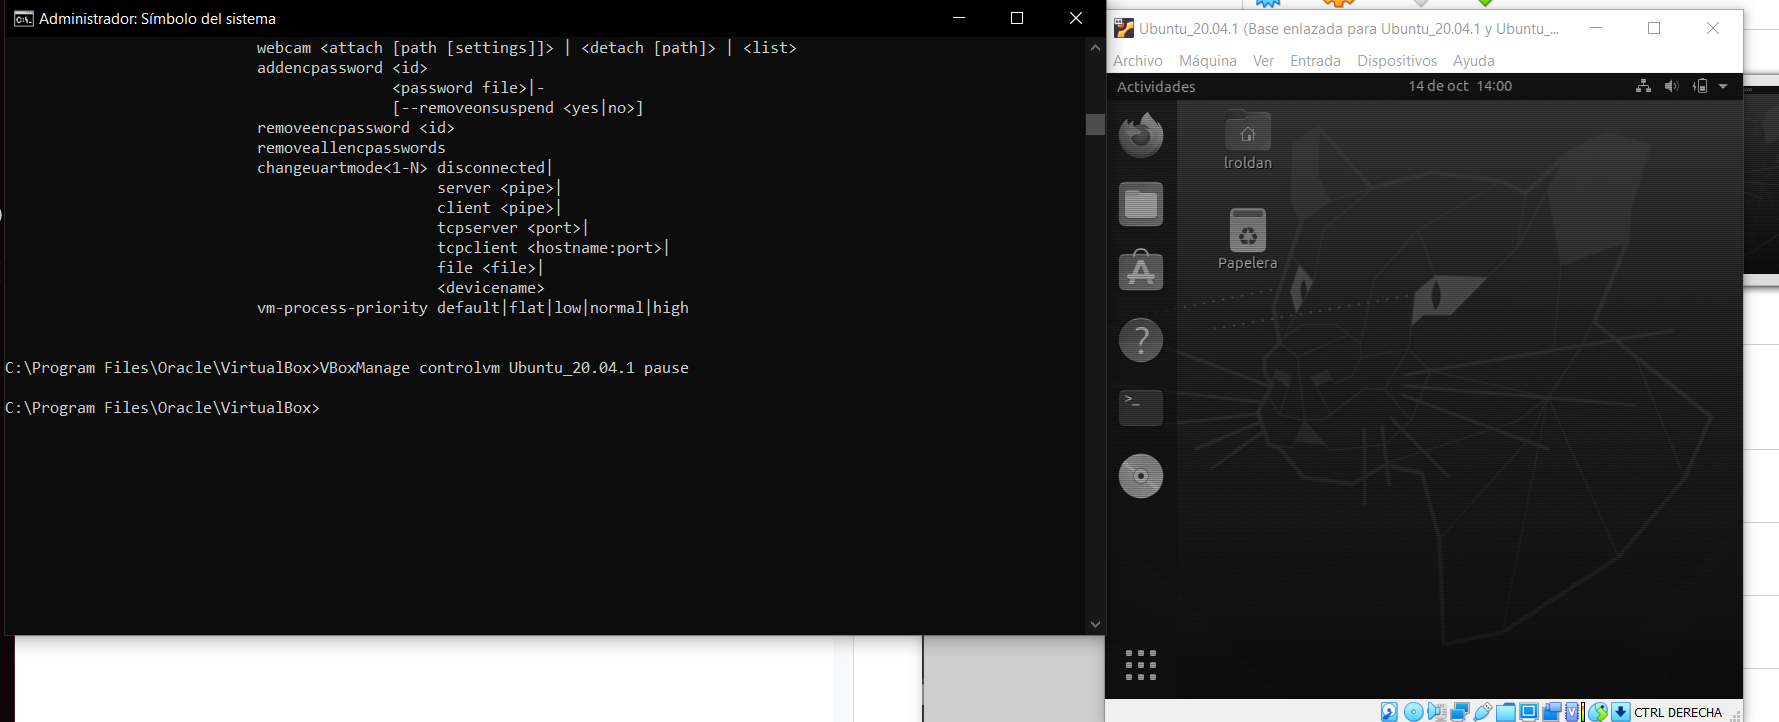 Administrador: Símbolo del sistema
webcam <attach [path [settings]]> | <detach [path]> | <list>
addencpassword <id>
<password file>|-
[--removeonsuspend <yes|no>]
removeencpassword <id>
removeallencpasswords
changeuartmode<1-N> disconnected|
server <pipe>|
client <pipe>|
tcpserver <port>|
tcpclient <hostname:port>|
file <file>|
<devicename>
vm-process-priority default|flat|low|normal|high
C:\Program Files\Oracle\VirtualBox>VBoxManage controlvm Ubuntu_20.04.1 pause
C:\Program Files\Oracle\VirtualBox>
Ubuntu_20.04.1 (Base enlazada para Ubuntu_20.04.1 y Ubuntu_...
Archivo Máquina Ver Entrada Dispositivos Ayuda
Actividades 14 de oct 14:00
lroldan
Papelera
CTRL DERECHA